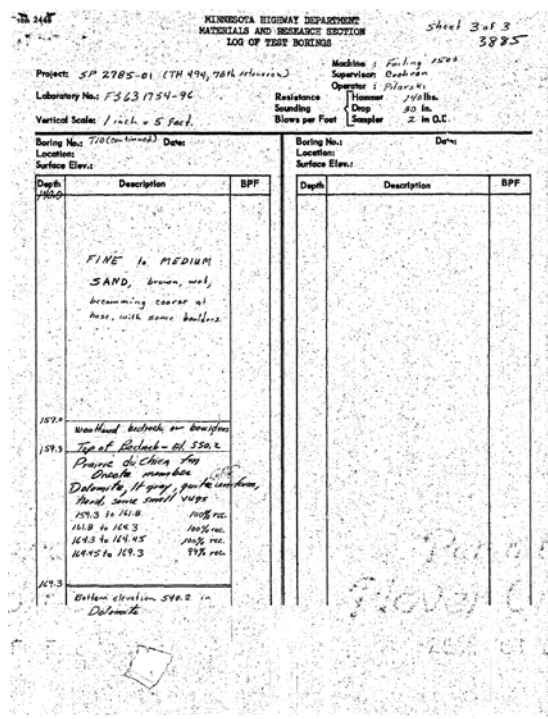 MINNESOTA HIGHWAY DEPARTMENT
MATERIALS AND RESEARCH SECTION
LOG OF TEST BORINGS
sheet 3 of 3
3885
Machine : Failing 1500
Project: SP 2785-01 (TH 494, 78th extension)
Supervisor: Cochran
Operator : Pilarski
Laboratory No.: F3631754-96
Resistance Hammer 140 lbs.
Sounding Drop 30 in.
Vertical Scale: 1 inch = 5 feet.
Blows per Foot Sampler 2 in O.D.
Boring No.: T10 (continued) Date:
Location:
Surface Elev.:
Boring No.: Date:
Location:
Surface Elev.:
Depth Description BPF
Depth Description BPF
140.0
FINE to MEDIUM
SAND, brown, wet,
becomming coarse at
base, with some boulders.
157.0
Weathered bedrock or boulders
159.3 Top of Bedrock - El. 550.2
Prairie du Chien fm
Oneota member
Dolomite, lt gray, quite uniform,
Hard, some small vugs
159.3 to 161.8 100% rec.
161.8 to 164.3 100% rec.
164.3 to 164.45 100% rec.
164.45 to 169.3 99% rec.
169.3
Bottom elevation 540.2 in
Dolomite